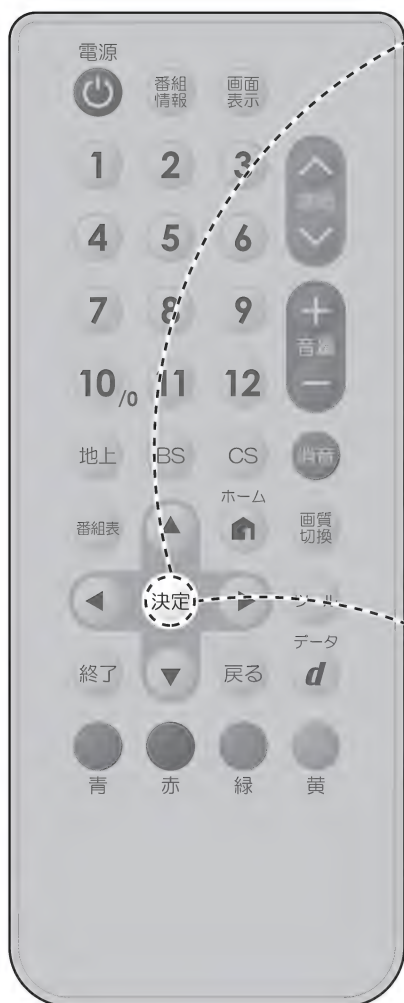 電源
番組
情報
画面
表示
1 2 3
4 5 6
7 8 9
音量
10/0 11 12
地上 BS CS 消音
ホーム
番組表
画質
切換
決定
データ
終了 戻る d
青 赤 緑 黄